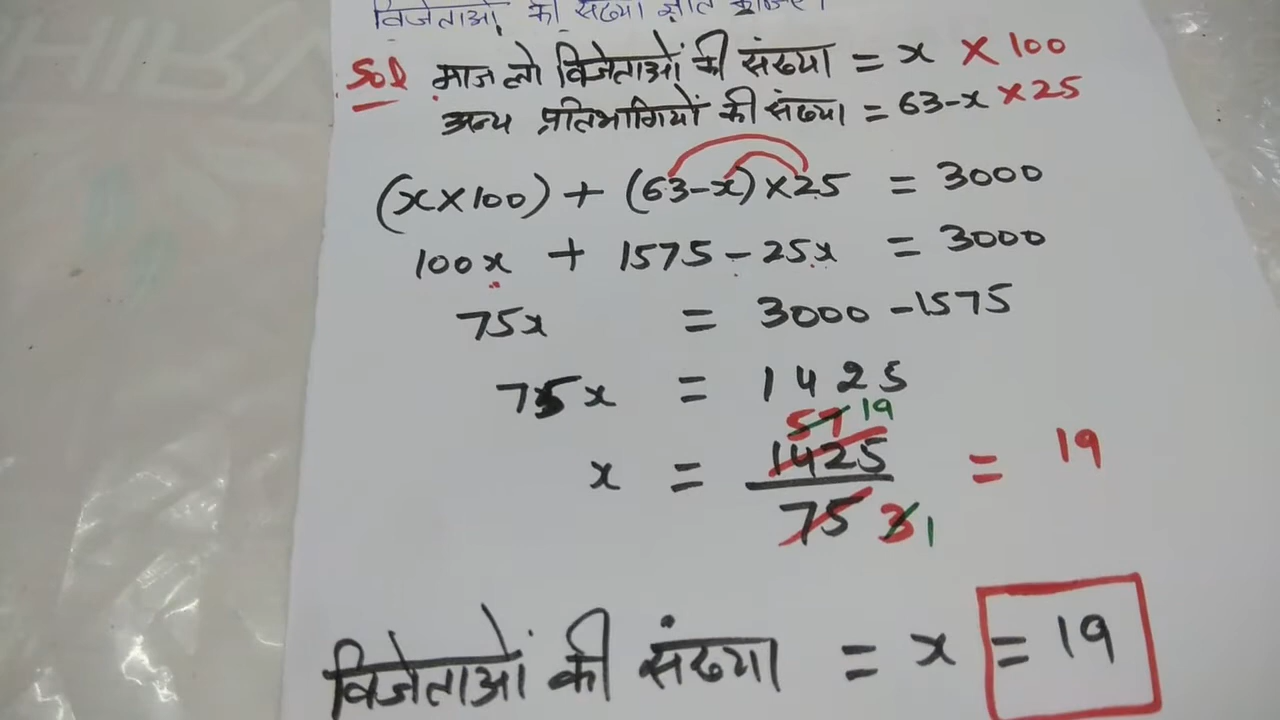 विजेताओं की संख्या ज्ञात कीजिए।
Sol मान लो विजेताओं की संख्या = x × 100
अन्य प्रतिभागियों की संख्या = 63-x × 25
(x×100) + (63-x)×25 = 3000
100x + 1575 - 25x = 3000
75x = 3000 - 1575
75x = 1425
57 19
x = 1425/75 = 19
3 1
विजेताओं की संख्या = x = 19